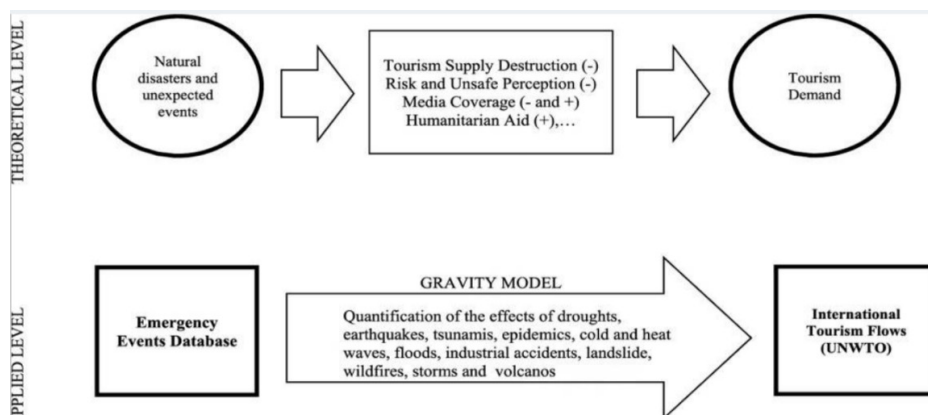 THEORETICAL LEVEL
Natural
disasters and
unexpected
events
Tourism Supply Destruction (-)
Risk and Unsafe Perception (-)
Media Coverage (- and +)
Humanitarian Aid (+),…
Tourism
Demand
PPLIED LEVEL
Emergency
Events Database
GRAVITY MODEL
Quantification of the effects of droughts,
earthquakes, tsunamis, epidemics, cold and heat
waves, floods, industrial accidents, landslide,
wildfires, storms and volcanos
International
Tourism Flows
(UNWTO)